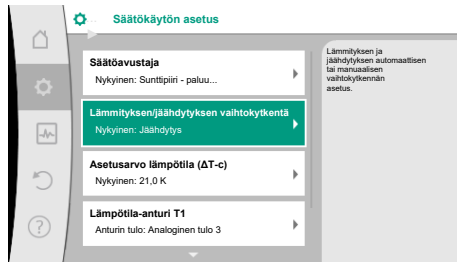 Säätökäytön asetus
Säätöavustaja
Nykyinen: Sunttipiiri - paluu...
Lämmityksen/jäähdytyksen vaihtokytkentä
Nykyinen: Jäähdytys
Asetusarvo lämpötila (ΔT-c)
Nykyinen: 21,0 K
Lämpötila-anturi T1
Anturin tulo: Analoginen tulo 3
Lämmityksen ja
jäähdytyksen automaattisen
tai manuaalisen
vaihtokytkennän
asetus.